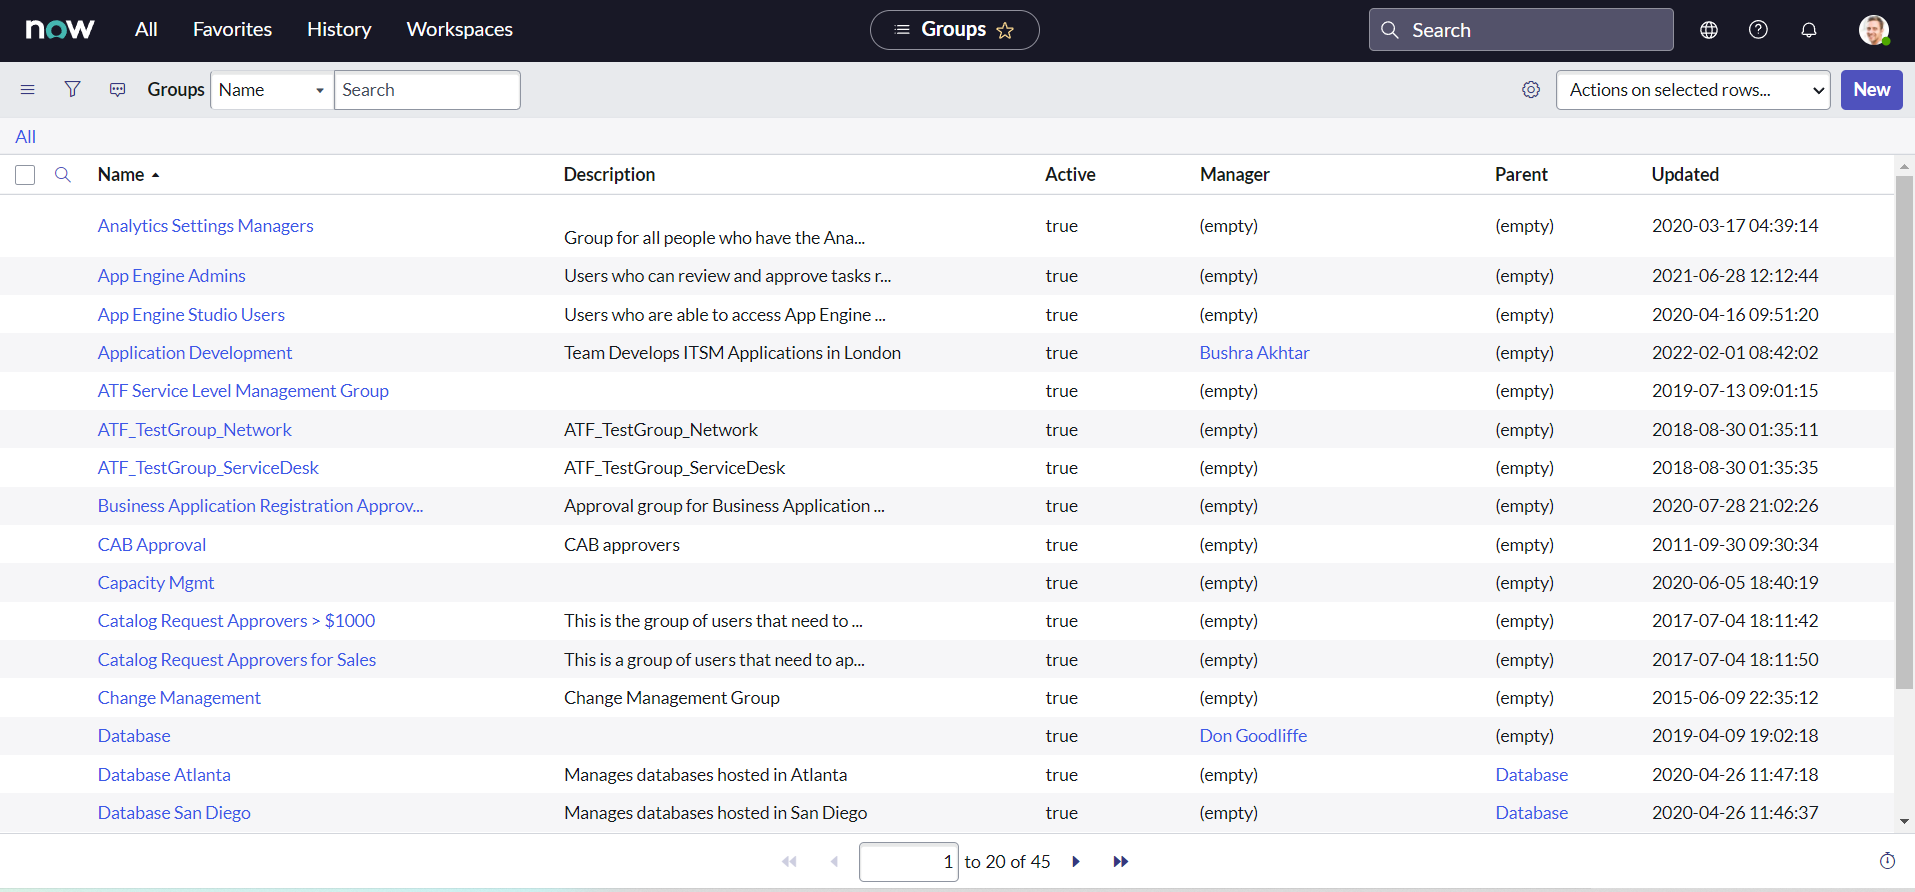 now All Favorites History Workspaces Groups Search
Groups Name Search Actions on selected rows... New
All
Name Description Active Manager Parent Updated
Analytics Settings Managers Group for all people who have the Ana... true (empty) (empty) 2020-03-17 04:39:14
App Engine Admins Users who can review and approve tasks r... true (empty) (empty) 2021-06-28 12:12:44
App Engine Studio Users Users who are able to access App Engine ... true (empty) (empty) 2020-04-16 09:51:20
Application Development Team Develops ITSM Applications in London true Bushra Akhtar (empty) 2022-02-01 08:42:02
ATF Service Level Management Group true (empty) (empty) 2019-07-13 09:01:15
ATF_TestGroup_Network ATF_TestGroup_Network true (empty) (empty) 2018-08-30 01:35:11
ATF_TestGroup_ServiceDesk ATF_TestGroup_ServiceDesk true (empty) (empty) 2018-08-30 01:35:35
Business Application Registration Approv... Approval group for Business Application ... true (empty) (empty) 2020-07-28 21:02:26
CAB Approval CAB approvers true (empty) (empty) 2011-09-30 09:30:34
Capacity Mgmt true (empty) (empty) 2020-06-05 18:40:19
Catalog Request Approvers > $1000 This is the group of users that need to ... true (empty) (empty) 2017-07-04 18:11:42
Catalog Request Approvers for Sales This is a group of users that need to ap... true (empty) (empty) 2017-07-04 18:11:50
Change Management Change Management Group true (empty) (empty) 2015-06-09 22:35:12
Database true Don Goodliffe (empty) 2019-04-09 19:02:18
Database Atlanta Manages databases hosted in Atlanta true (empty) Database 2020-04-26 11:47:18
Database San Diego Manages databases hosted in San Diego true (empty) Database 2020-04-26 11:46:37
1 to 20 of 45